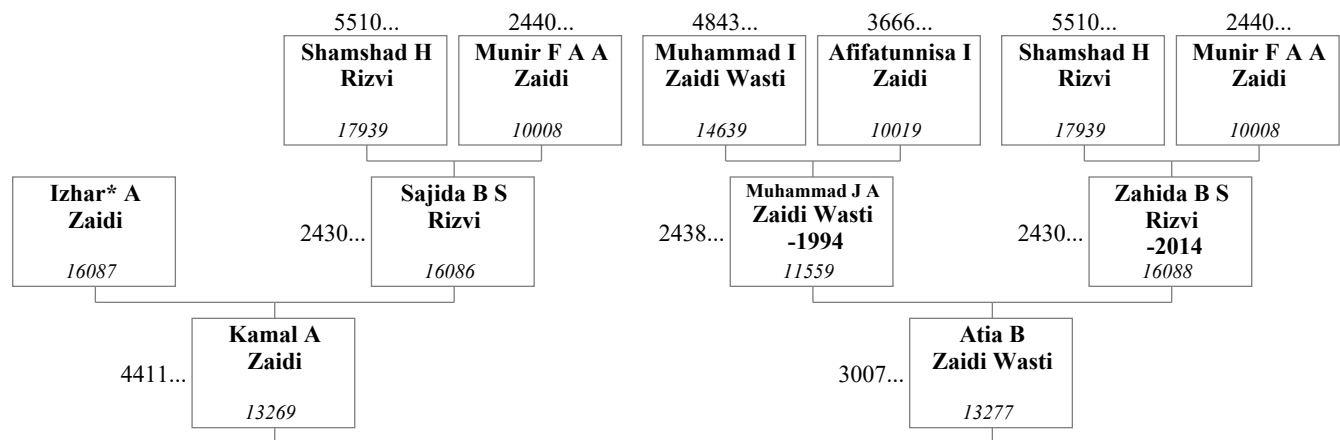 5510... 2440... 4843... 3666... 5510... 2440...
Shamshad H
Rizvi
17939
Munir F A A
Zaidi
10008
Muhammad I
Zaidi Wasti
14639
Afifatunnisa I
Zaidi
10019
Shamshad H
Rizvi
17939
Munir F A A
Zaidi
10008
Izhar* A
Zaidi
16087
2430...
Sajida B S
Rizvi
16086
2438...
Muhammad J A
Zaidi Wasti
-1994
11559
2430...
Zahida B S
Rizvi
-2014
16088
4411...
Kamal A
Zaidi
13269
3007...
Atia B
Zaidi Wasti
13277